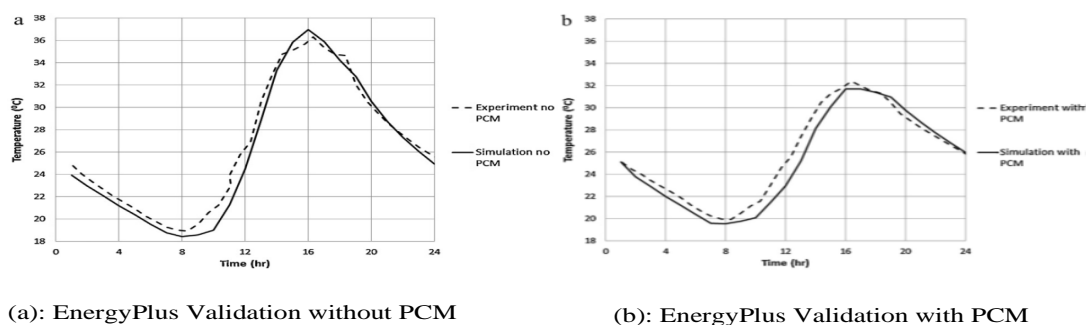 a
38
36
34
32
30
28
26
24
22
20
18
Temperature (ºC)
0 4 8 12 16 20 24
Time (hr)
Experiment no
PCM
Simulation no
PCM
b
38
36
34
32
30
28
26
24
22
20
18
Temperature (ºC)
0 4 8 12 16 20 24
Time (hr)
Experiment with
PCM
Simulation with
PCM
(a): EnergyPlus Validation without PCM
(b): EnergyPlus Validation with PCM